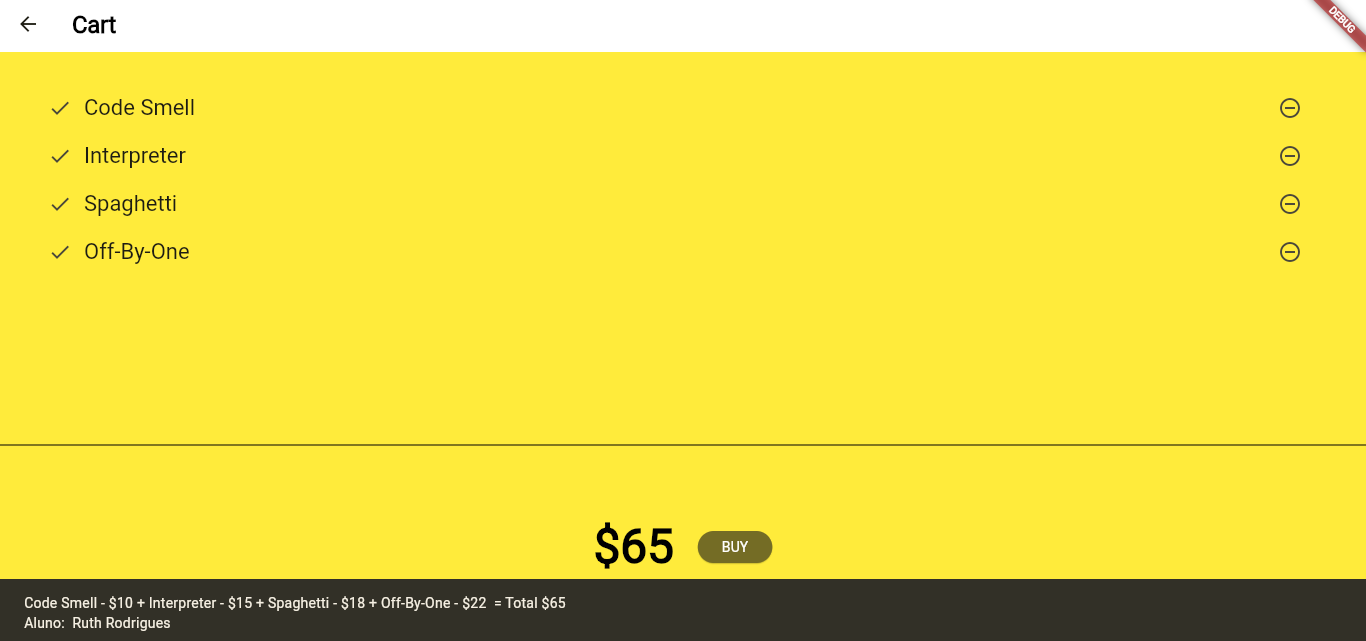 Cart
DEBUG
Code Smell
Interpreter
Spaghetti
Off-By-One
$65
BUY
Code Smell - $10 + Interpreter - $15 + Spaghetti - $18 + Off-By-One - $22  = Total $65
Aluno:  Ruth Rodrigues